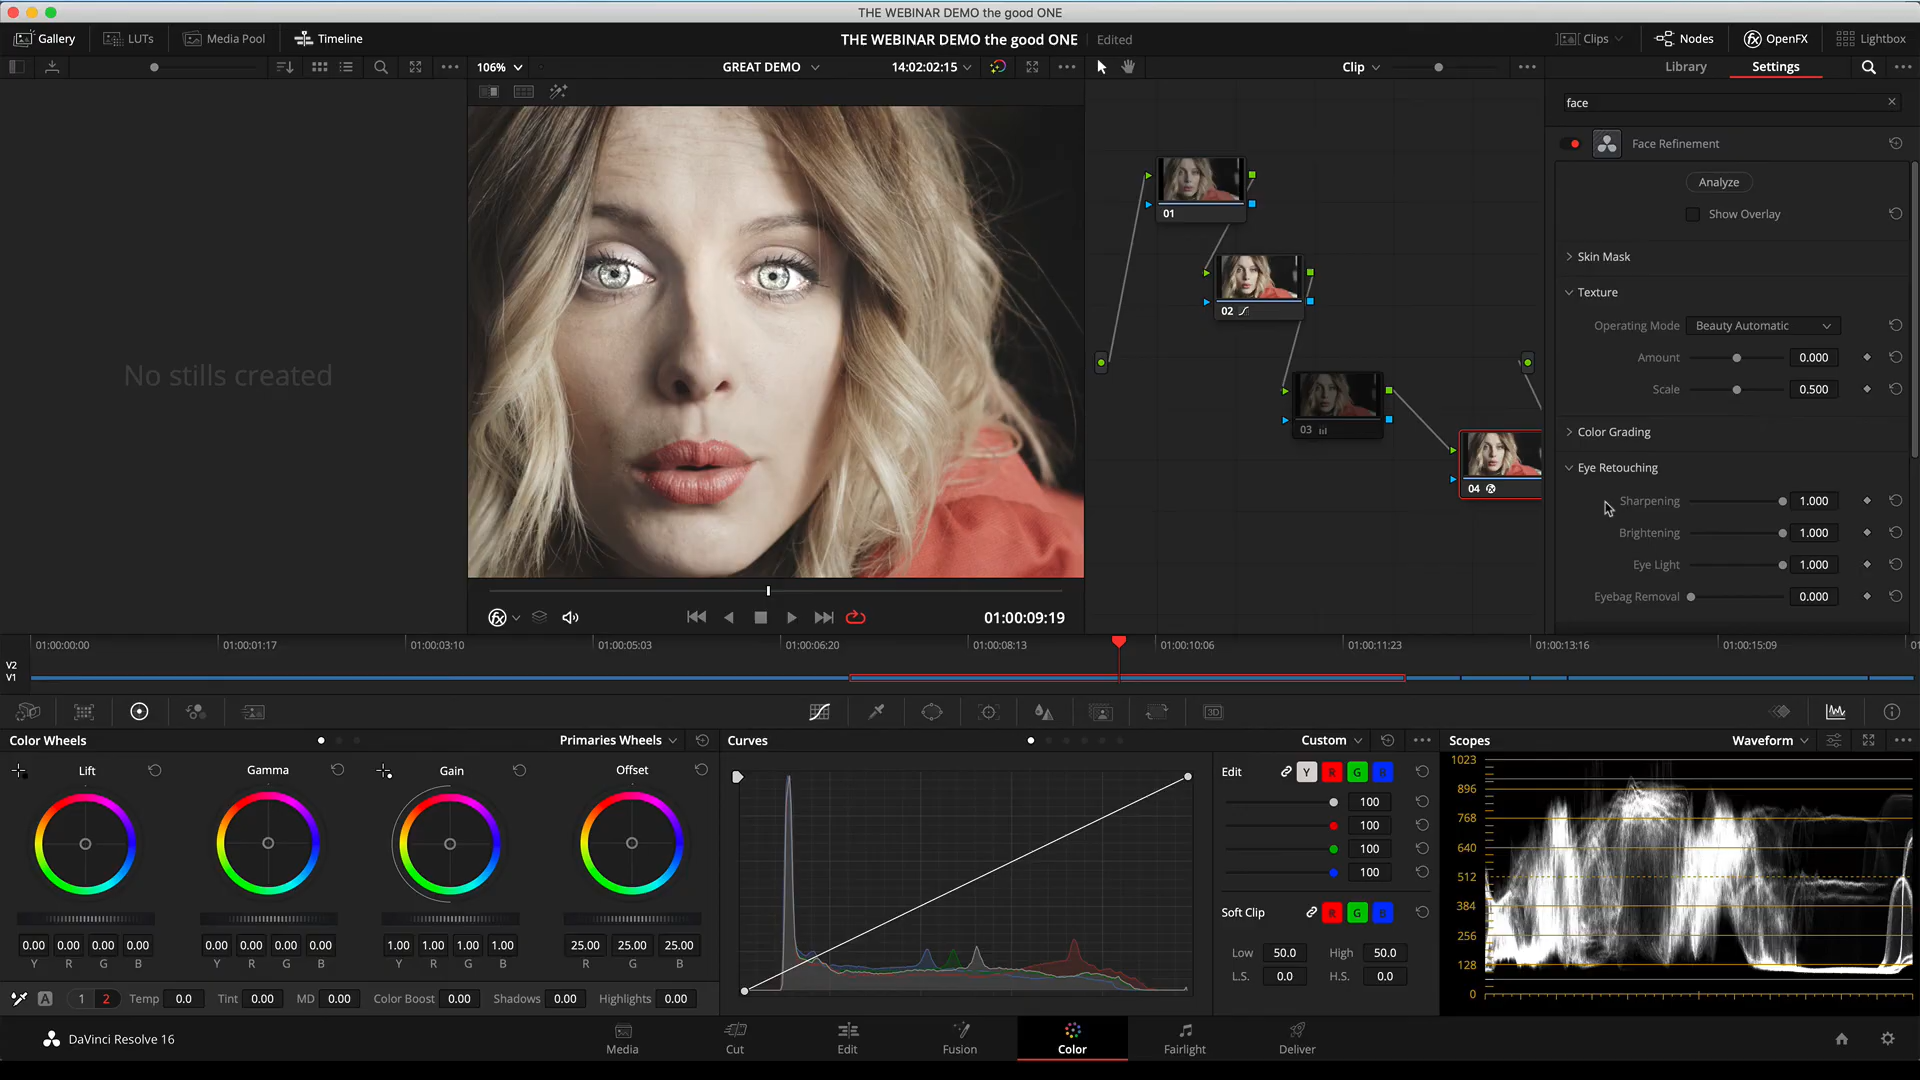 THE WEBINAR DEMO the good ONE
Gallery LUTs Media Pool Timeline THE WEBINAR DEMO the good ONE Edited Clips Nodes OpenFX Lightbox
106% GREAT DEMO 14:02:02:15 Clip Library Settings
face
Face Refinement
Analyze
Show Overlay
Skin Mask
Texture
Operating Mode Beauty Automatic
Amount 0.000
Scale 0.500
Color Grading
Eye Retouching
Sharpening 1.000
Brightening 1.000
Eye Light 1.000
Eyebag Removal 0.000
No stills created
01
02
03
04
01:00:09:19
01:00:00:00 01:00:01:17 01:00:03:10 01:00:05:03 01:00:06:20 01:00:08:13 01:00:10:06 01:00:11:23 01:00:13:16 01:00:15:09 01
V2
V1
3D
Color Wheels Primaries Wheels Curves Custom Scopes Waveform
Lift Gamma Gain Offset
0.00 0.00 0.00 0.00 0.00 0.00 0.00 0.00 1.00 1.00 1.00 1.00 25.00 25.00 25.00
Y R G B Y R G B Y R G B R G B
A 1 2 Temp 0.0 Tint 0.00 MD 0.00 Color Boost 0.00 Shadows 0.00 Highlights 0.00
Edit Y R G B
100
100
100
100
Soft Clip R G B
Low 50.0 High 50.0
L.S. 0.0 H.S. 0.0
1023
896
768
640
512
384
256
128
0
DaVinci Resolve 16 Media Cut Edit Fusion Color Fairlight Deliver